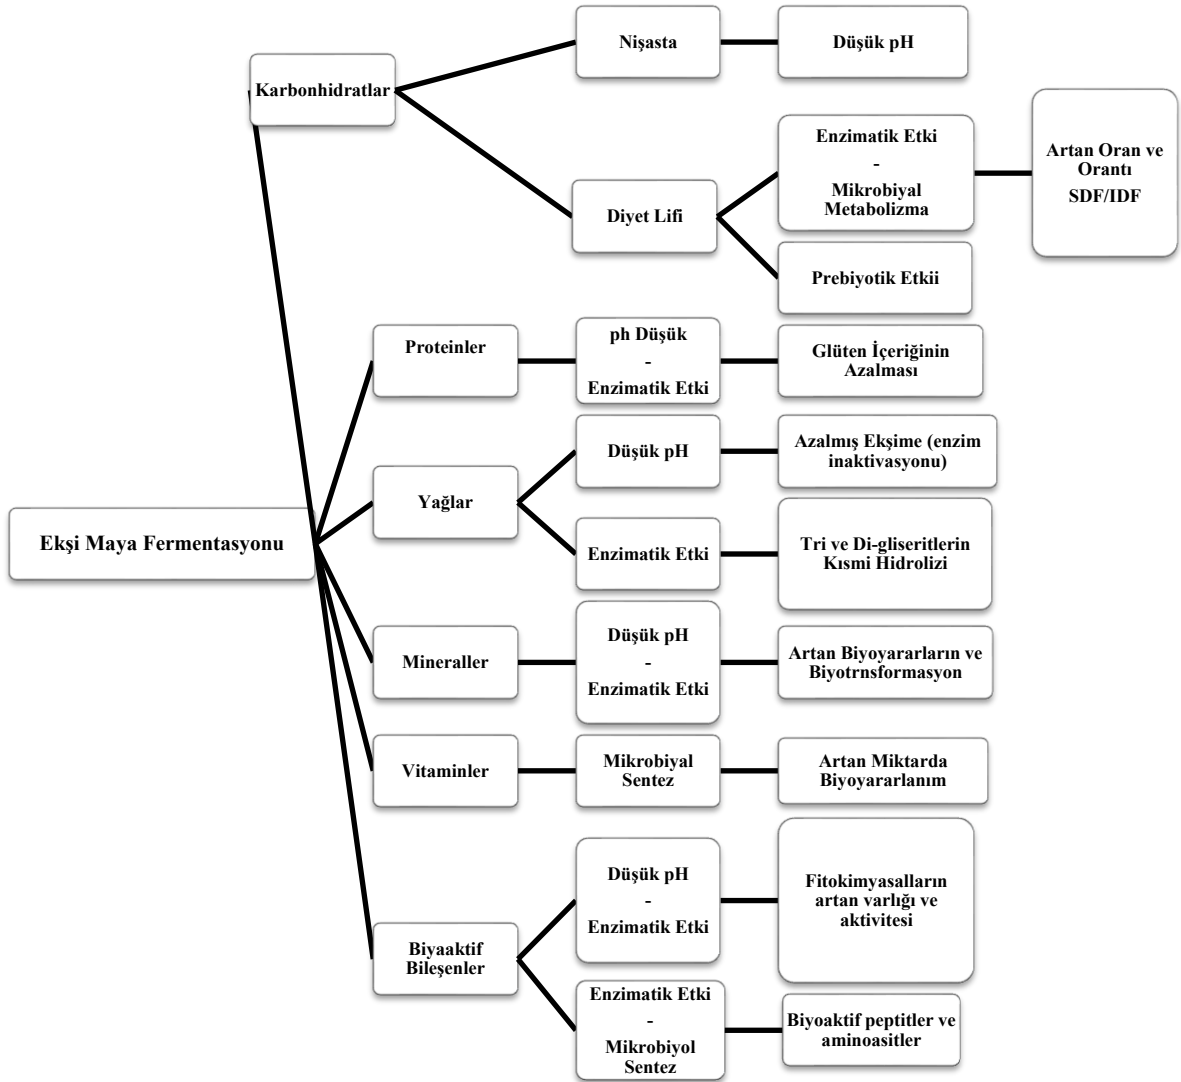 Nişasta
Düşük pH
Karbonhidratlar
Enzimatik Etki
-
Mikrobiyal
Metabolizma
Artan Oran ve
Orantı
SDF/IDF
Diyet Lifi
Prebiyotik Etkii
Proteinler
ph Düşük
-
Enzimatik Etki
Glüten İçeriğinin
Azalması
Düşük pH
Azalmış Ekşime (enzim
inaktivasyonu)
Yağlar
Ekşi Maya Fermentasyonu
Enzimatik Etki
Tri ve Di-gliseritlerin
Kısmi Hidrolizi
Mineraller
Düşük pH
-
Enzimatik Etki
Artan Biyoyararların ve
Biyotrnsformasyon
Vitaminler
Mikrobiyal
Sentez
Artan Miktarda
Biyoyararlanım
Düşük pH
-
Enzimatik Etki
Fitokimyasalların
artan varlığı ve
aktivitesi
Biyaaktif
Bileşenler
Enzimatik Etki
-
Mikrobiyol
Sentez
Biyoaktif peptitler ve
aminoasitler